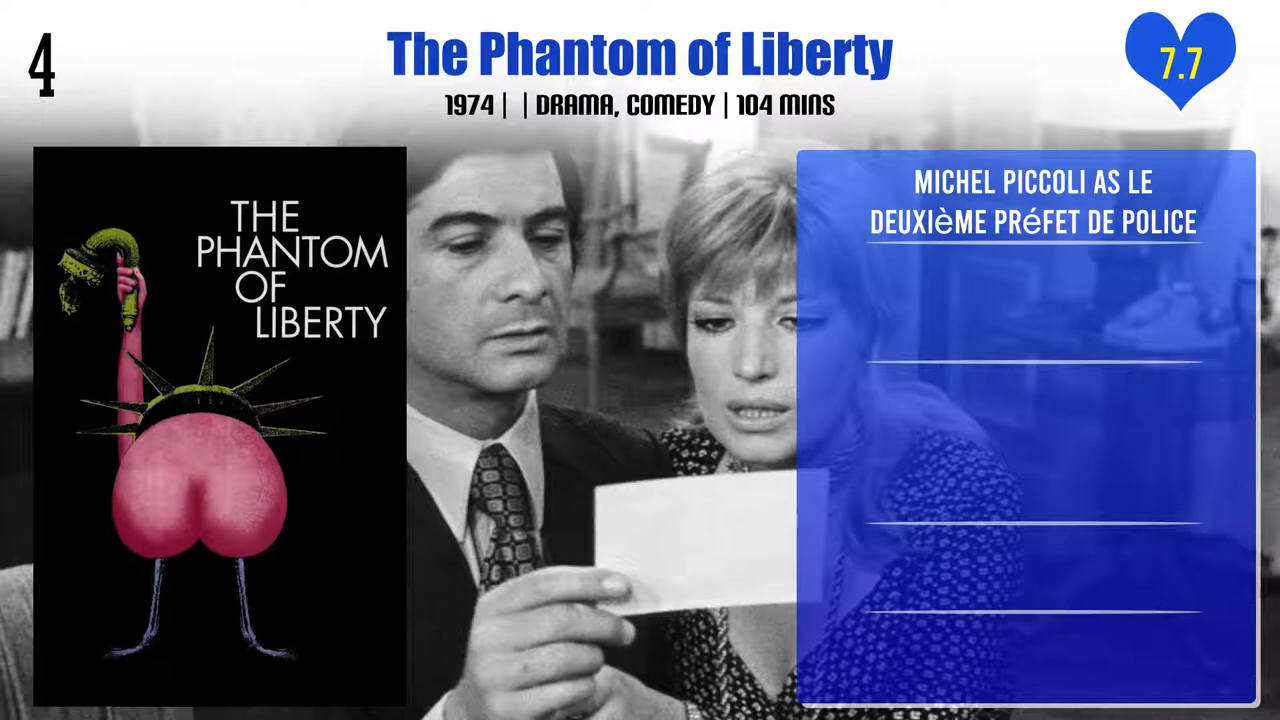 4
The Phantom of Liberty
7.7
1974 | | DRAMA, COMEDY | 104 MINS
THE
PHANTOM
OF
LIBERTY
MICHEL PICCOLI AS LE
DEUXIèME PRéFET DE POLICE